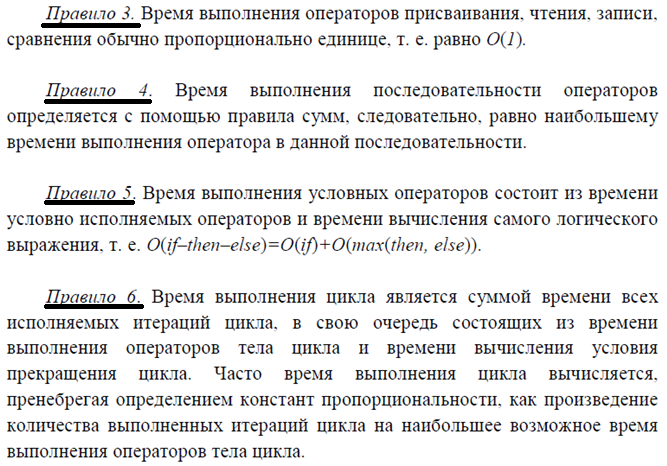 Правило 3. Время выполнения операторов присваивания, чтения, записи,
сравнения обычно пропорционально единице, т. е. равно O(1).
Правило 4. Время выполнения последовательности операторов
определяется с помощью правила сумм, следовательно, равно наибольшему
времени выполнения оператора в данной последовательности.
Правило 5. Время выполнения условных операторов состоит из времени
условно исполняемых операторов и времени вычисления самого логического
выражения, т. е. O(if–then–else)=O(if)+O(max(then, else)).
Правило 6. Время выполнения цикла является суммой времени всех
исполняемых итераций цикла, в свою очередь состоящих из времени
выполнения операторов тела цикла и времени вычисления условия
прекращения цикла. Часто время выполнения цикла вычисляется,
пренебрегая определением констант пропорциональности, как произведение
количества выполненных итераций цикла на наибольшее возможное время
выполнения операторов тела цикла.